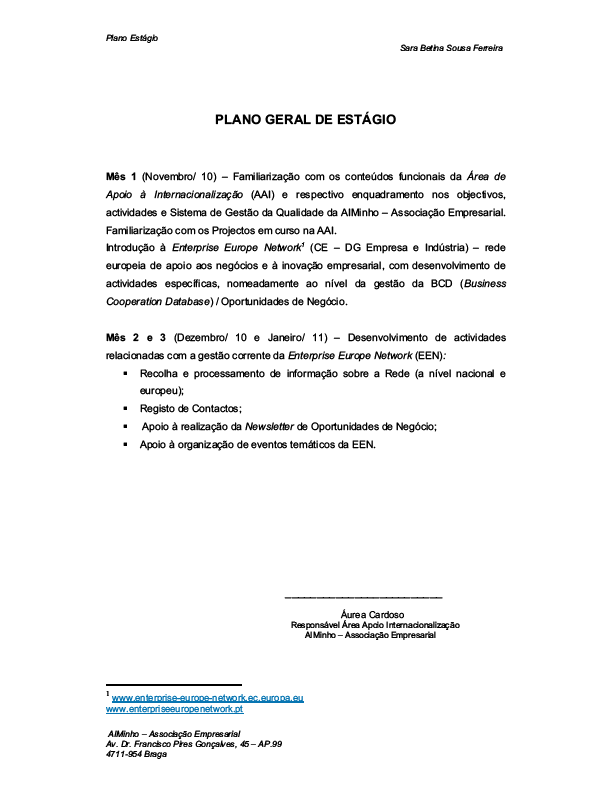 Plano Estágio
Sara Betina Sousa Ferreira
PLANO GERAL DE ESTÁGIO
Mês 1 (Novembro/ 10) – Familiarização com os conteúdos funcionais da Área de
Apoio à Internacionalização (AAI) e respectivo enquadramento nos objectivos,
actividades e Sistema de Gestão da Qualidade da AIMinho – Associação Empresarial.
Familiarização com os Projectos em curso na AAI.
Introdução à Enterprise Europe Network¹ (CE – DG Empresa e Indústria) – rede
europeia de apoio aos negócios e à inovação empresarial, com desenvolvimento de
actividades específicas, nomeadamente ao nível da gestão da BCD (Business
Cooperation Database) / Oportunidades de Negócio.
Mês 2 e 3 (Dezembro/ 10 e Janeiro/ 11) – Desenvolvimento de actividades
relacionadas com a gestão corrente da Enterprise Europe Network (EEN):
▪ Recolha e processamento de informação sobre a Rede (a nível nacional e
europeu);
▪ Registo de Contactos;
▪ Apoio à realização da Newsletter de Oportunidades de Negócio;
▪ Apoio à organização de eventos temáticos da EEN.
__________________________
Áurea Cardoso
Responsável Área Apoio Internacionalização
AIMinho – Associação Empresarial
¹ www.enterprise-europe-network.ec.europa.eu
www.enterpriseeuropenetwork.pt
AIMinho – Associação Empresarial
Av. Dr. Francisco Pires Gonçalves, 45 – AP.99
4711-954 Braga